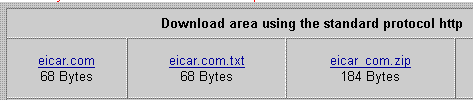 Download area using the standard protocol http
eicar.com eicar.com.txt eicar_com.zip
68 Bytes 68 Bytes 184 Bytes